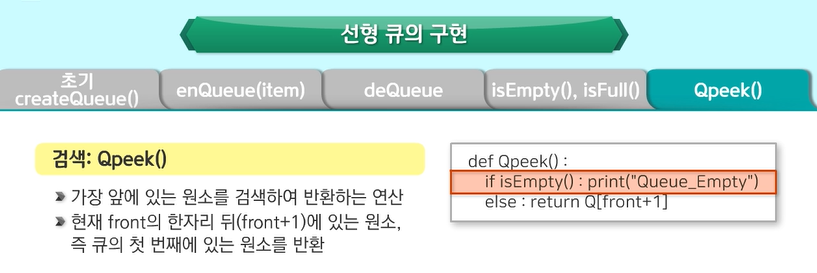 선형 큐의 구현
초기
createQueue()
enQueue(item)
deQueue
isEmpty(), isFull()
Qpeek()
검색: Qpeek()
가장 앞에 있는 원소를 검색하여 반환하는 연산
현재 front의 한자리 뒤(front+1)에 있는 원소,
즉 큐의 첫 번째에 있는 원소를 반환
def Qpeek() :
if isEmpty() : print("Queue_Empty")
else : return Q[front+1]